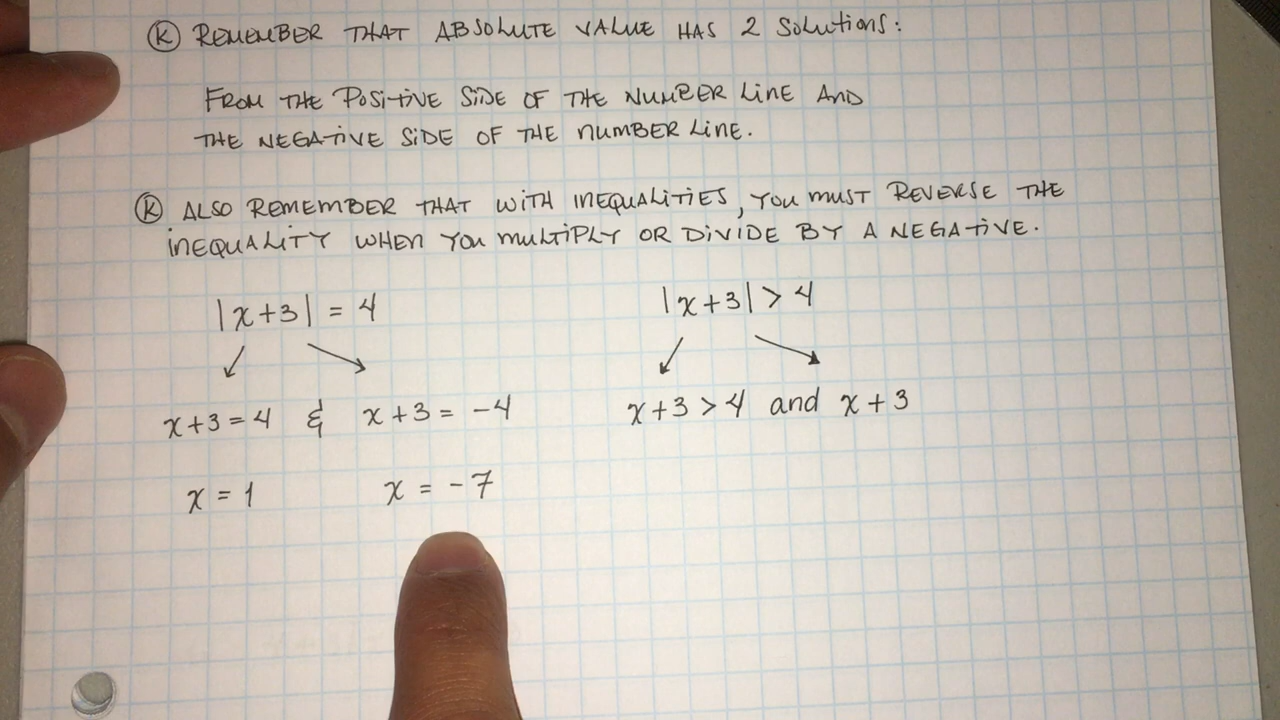 Ⓚ REMEMBER THAT ABSOLUTE VALUE HAS 2 SOLUTIONS:
FROM THE POSITIVE SIDE OF THE NUMBER LINE AND
THE NEGATIVE SIDE OF THE NUMBER LINE.
Ⓚ ALSO REMEMBER THAT WITH INEQUALITIES, YOU MUST REVERSE THE
INEQUALITY WHEN YOU MULTIPLY OR DIVIDE BY A NEGATIVE.
|x+3| = 4
x+3=4 & x+3= -4
x=1 x = -7
|x+3| > 4
x+3 >4 and x+3